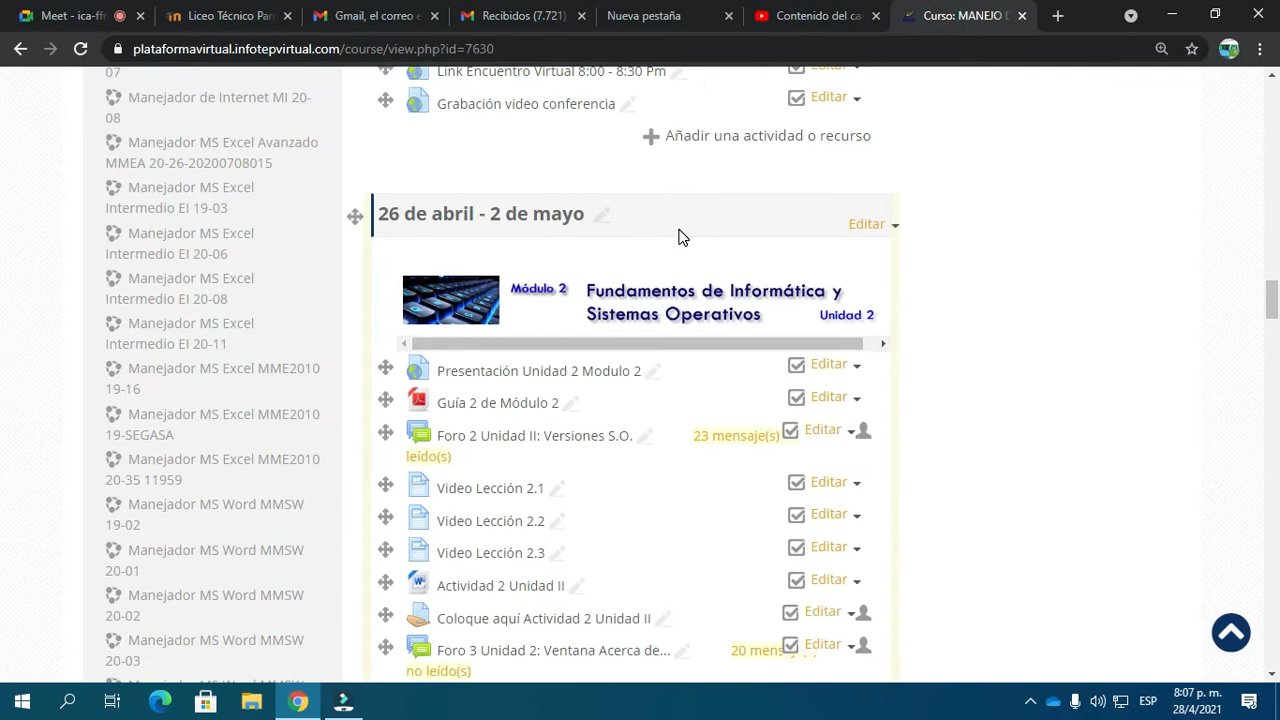 Meet - ica-ffr
Liceo Técnico Par
Gmail, el correo e
Recibidos (7.721)
Nueva pestaña
Contenido del ca
Curso: MANEJO D
plataformavirtual.infotepvirtual.com/course/view.php?id=7630
07
Manejador de Internet MI 20-
08
Manejador MS Excel Avanzado
MMEA 20-26-20200708015
Manejador MS Excel
Intermedio EI 19-03
Manejador MS Excel
Intermedio EI 20-06
Manejador MS Excel
Intermedio EI 20-08
Manejador MS Excel
Intermedio EI 20-11
Manejador MS Excel MME2010
19-16
Manejador MS Excel MME2010
19-SEGASA
Manejador MS Excel MME2010
20-35 T1959
Manejador MS Word MMSW
19-02
Manejador MS Word MMSW
20-01
Manejador MS Word MMSW
20-02
Manejador MS Word MMSW
20-03
Link Encuentro Virtual 8:00 - 8:30 Pm Editar
Grabación video conferencia Editar
Añadir una actividad o recurso
26 de abril - 2 de mayo
Editar
Módulo 2 Fundamentos de Informática y
Sistemas Operativos Unidad 2
Presentación Unidad 2 Modulo 2 Editar
Guía 2 de Módulo 2 Editar
Foro 2 Unidad II: Versiones S.O. 23 mensaje(s) Editar
leído(s)
Video Lección 2.1 Editar
Video Lección 2.2 Editar
Video Lección 2.3 Editar
Actividad 2 Unidad II Editar
Coloque aquí Actividad 2 Unidad II Editar
Foro 3 Unidad 2: Ventana Acerca de... 20 Editar
no leído(s)
ESP
8:07 p. m.
28/4/2021